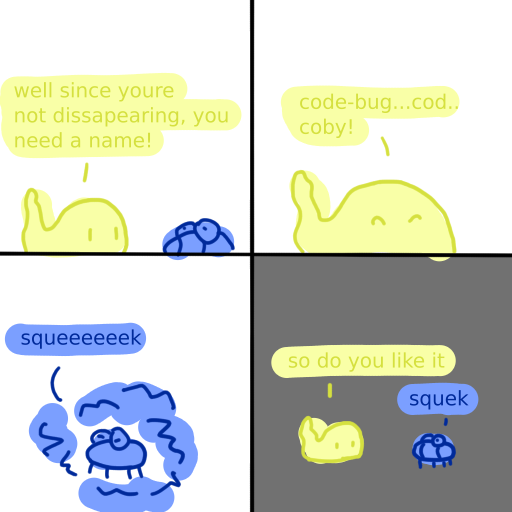 well since youre
not dissapearing, you
need a name!
code-bug...cod..
coby!
squeeeeeek
so do you like it
squek